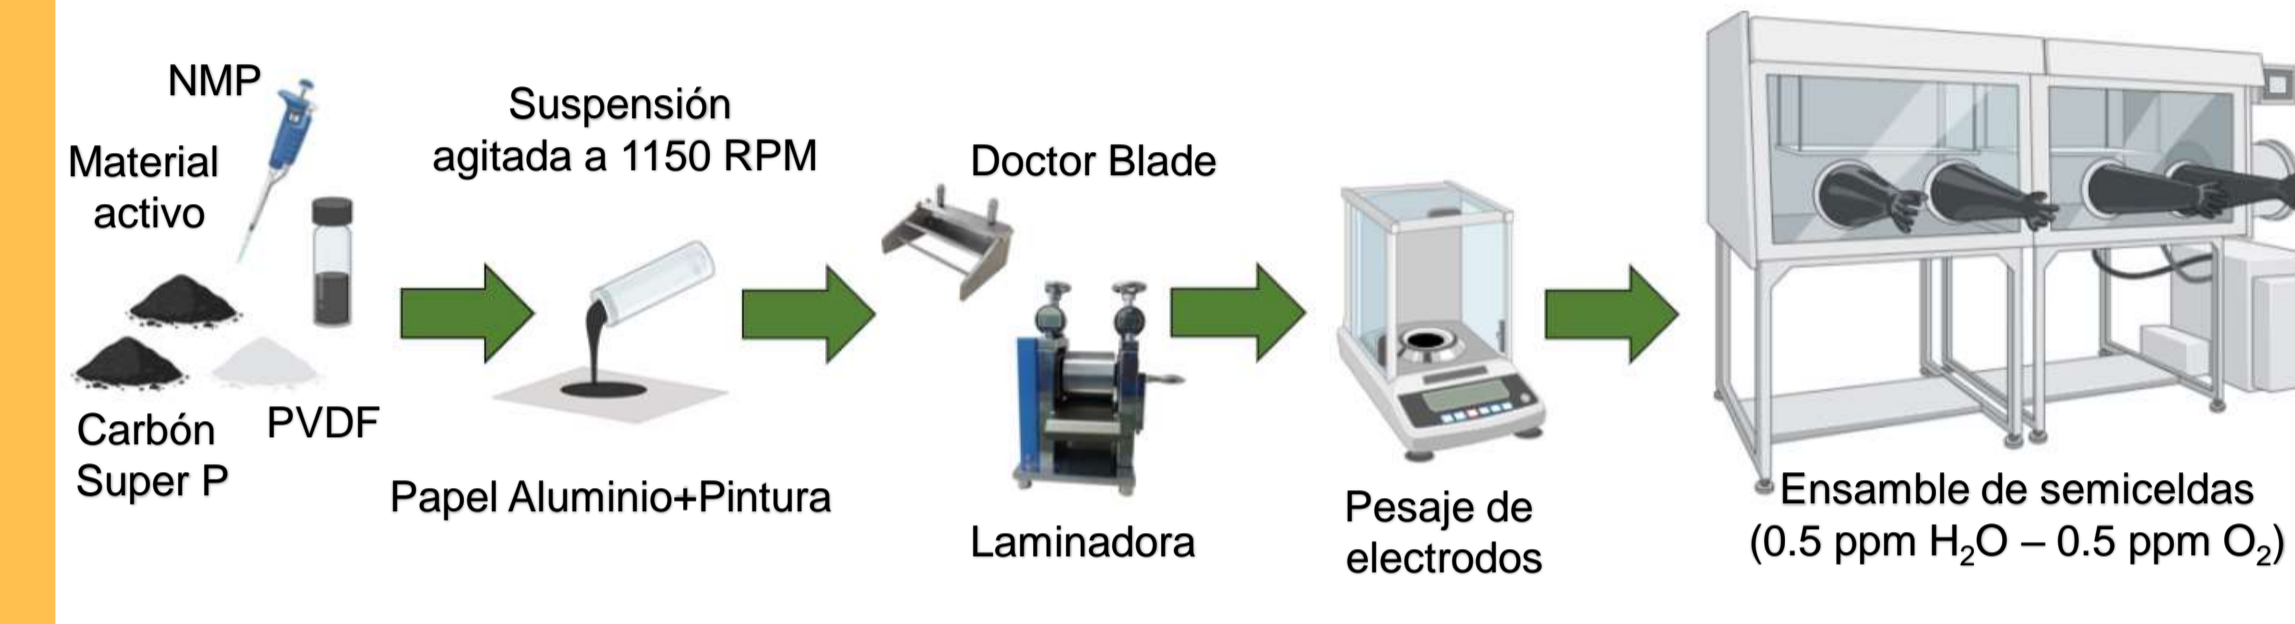 NMP
Material
activo
Carbón
Super P
PVDF
Suspensión
agitada a 1150 RPM
Papel Aluminio+Pintura
Doctor Blade
Laminadora
Pesaje de
electrodos
Ensamble de semiceldas
(0.5 ppm H₂O – 0.5 ppm O₂)